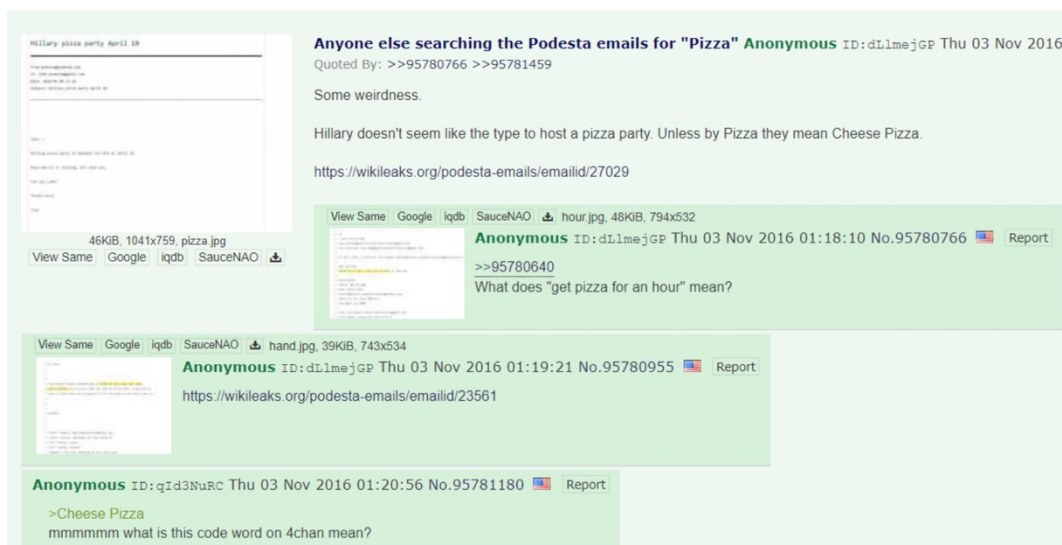 Hillary pizza party April 10
Anyone else searching the Podesta emails for "Pizza" Anonymous ID:dLlmejGP Thu 03 Nov 2016
Quoted By: >>95780766 >>95781459
Some weirdness.
Hillary doesn't seem like the type to host a pizza party. Unless by Pizza they mean Cheese Pizza.
https://wikileaks.org/podesta-emails/emailid/27029
46KiB, 1041x759, pizza.jpg
View Same Google iqdb SauceNAO
View Same Google iqdb SauceNAO hour.jpg, 48KiB, 794x532
Anonymous ID:dLlmejGP Thu 03 Nov 2016 01:18:10 No.95780766 Report
>>95780640
What does "get pizza for an hour" mean?
View Same Google iqdb SauceNAO hand.jpg, 39KiB, 743x534
Anonymous ID:dLlmejGP Thu 03 Nov 2016 01:19:21 No.95780955 Report
https://wikileaks.org/podesta-emails/emailid/23561
Anonymous ID:qId3NuRC Thu 03 Nov 2016 01:20:56 No.95781180 Report
>Cheese Pizza
mmmmmm what is this code word on 4chan mean?